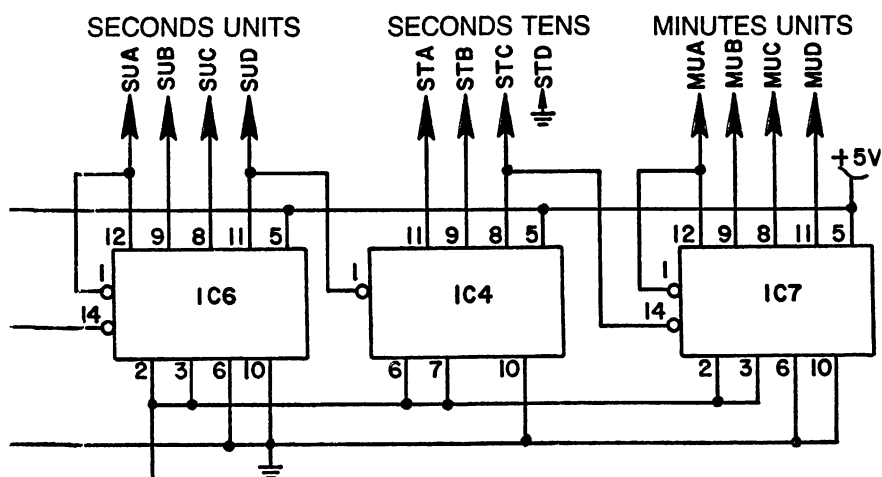 SECONDS UNITS SECONDS TENS MINUTES UNITS
SUA SUB SUC SUD STA STB STC STD MUA MUB MUC MUD
+5V
12 9 8 11 5 11 9 8 5 12 9 8 11 5
1 1 1
IC6 IC4 IC7
14 14
2 3 6 10 6 7 10 2 3 6 10